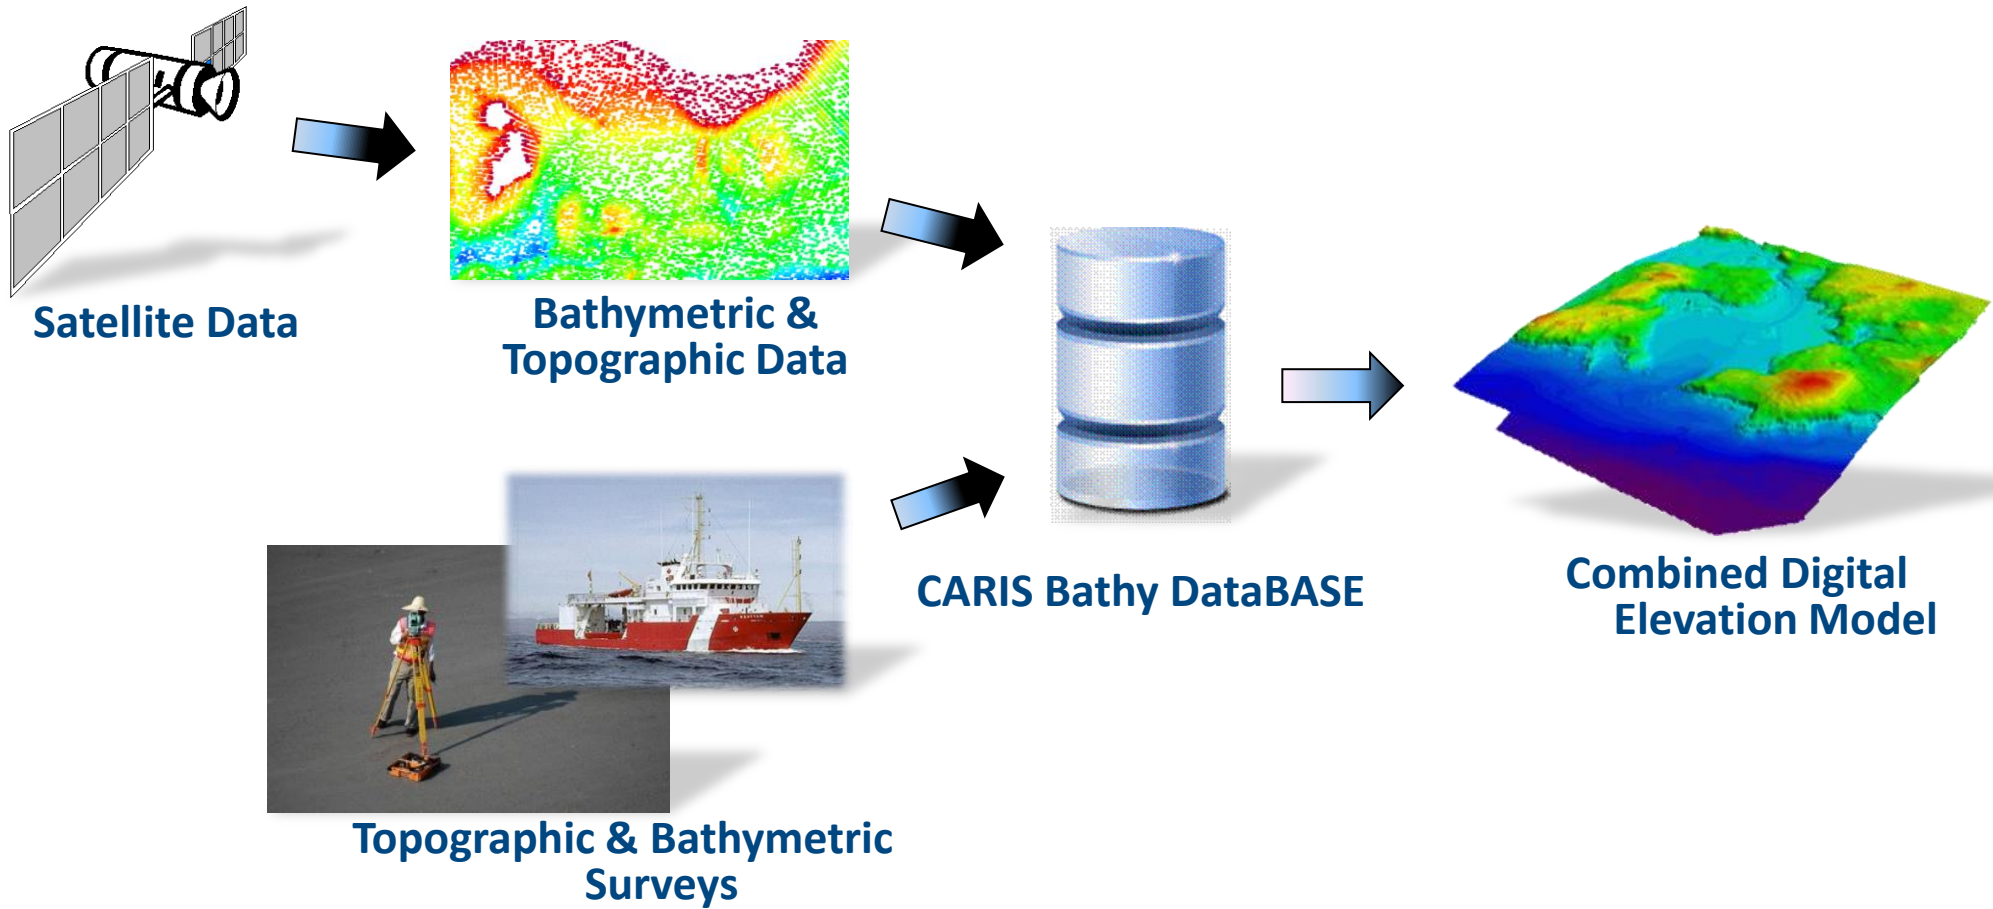 Satellite Data
Bathymetric &
Topographic Data
CARIS Bathy DataBASE
Combined Digital
Elevation Model
Topographic & Bathymetric
Surveys